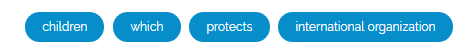 children which protects international organization